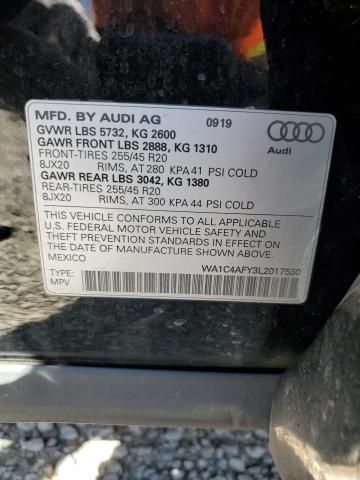 MFD. BY AUDI AG 09 19
GVWR LBS 5732, KG 2600
GAWR FRONT LBS 2888, KG 1310
FRONT-TIRES 255/45 R20
8JX20 RIMS, AT 280 KPA 41 PSI COLD
GAWR REAR LBS 3042, KG 1380
REAR-TIRES 255/45 R20
8JX20 RIMS, AT 300 KPA 44 PSI COLD
Audi
THIS VEHICLE CONFORMS TO ALL APPLICABLE
U.S. FEDERAL MOTOR VEHICLE SAFETY AND
THEFT PREVENTION STANDARDS IN EFFECT ON
THE DATE OF MANUFACTURE SHOWN ABOVE.
MEXICO
TYPE: WA1C4AFY3L2017530
MPV